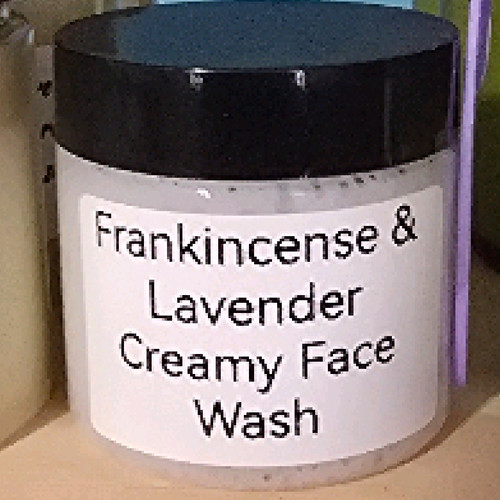 Frankincense &
Lavender
Creamy Face
Wash